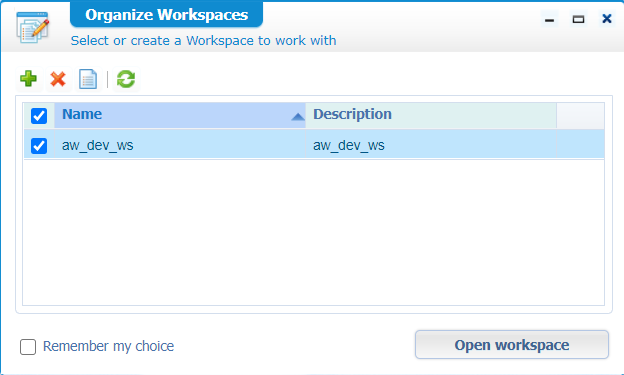 Organize Workspaces
Select or create a Workspace to work with
Name Description
aw_dev_ws aw_dev_ws
Remember my choice Open workspace